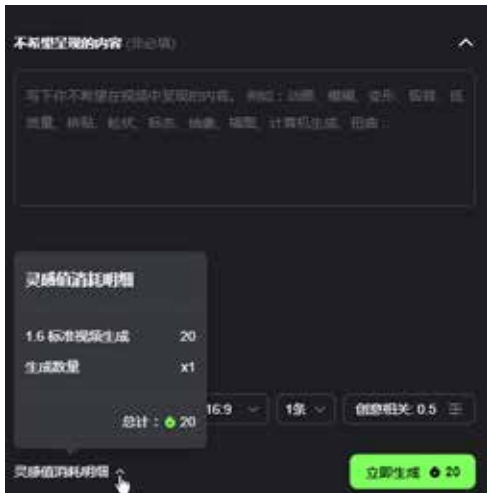 不希望呈现的内容 (非必填)
写下你不希望在视频中呈现的内容。例如:动画、模糊、变形、毁容、低
质量、拼贴、粒状、标志、抽象、插图、计算机生成、扭曲...
灵感值消耗明细
1.6 标准视频生成 20
生成数量 x1
总计: 20
16:9 1条 创意相关 0.5
灵感值消耗明细 立即生成 20